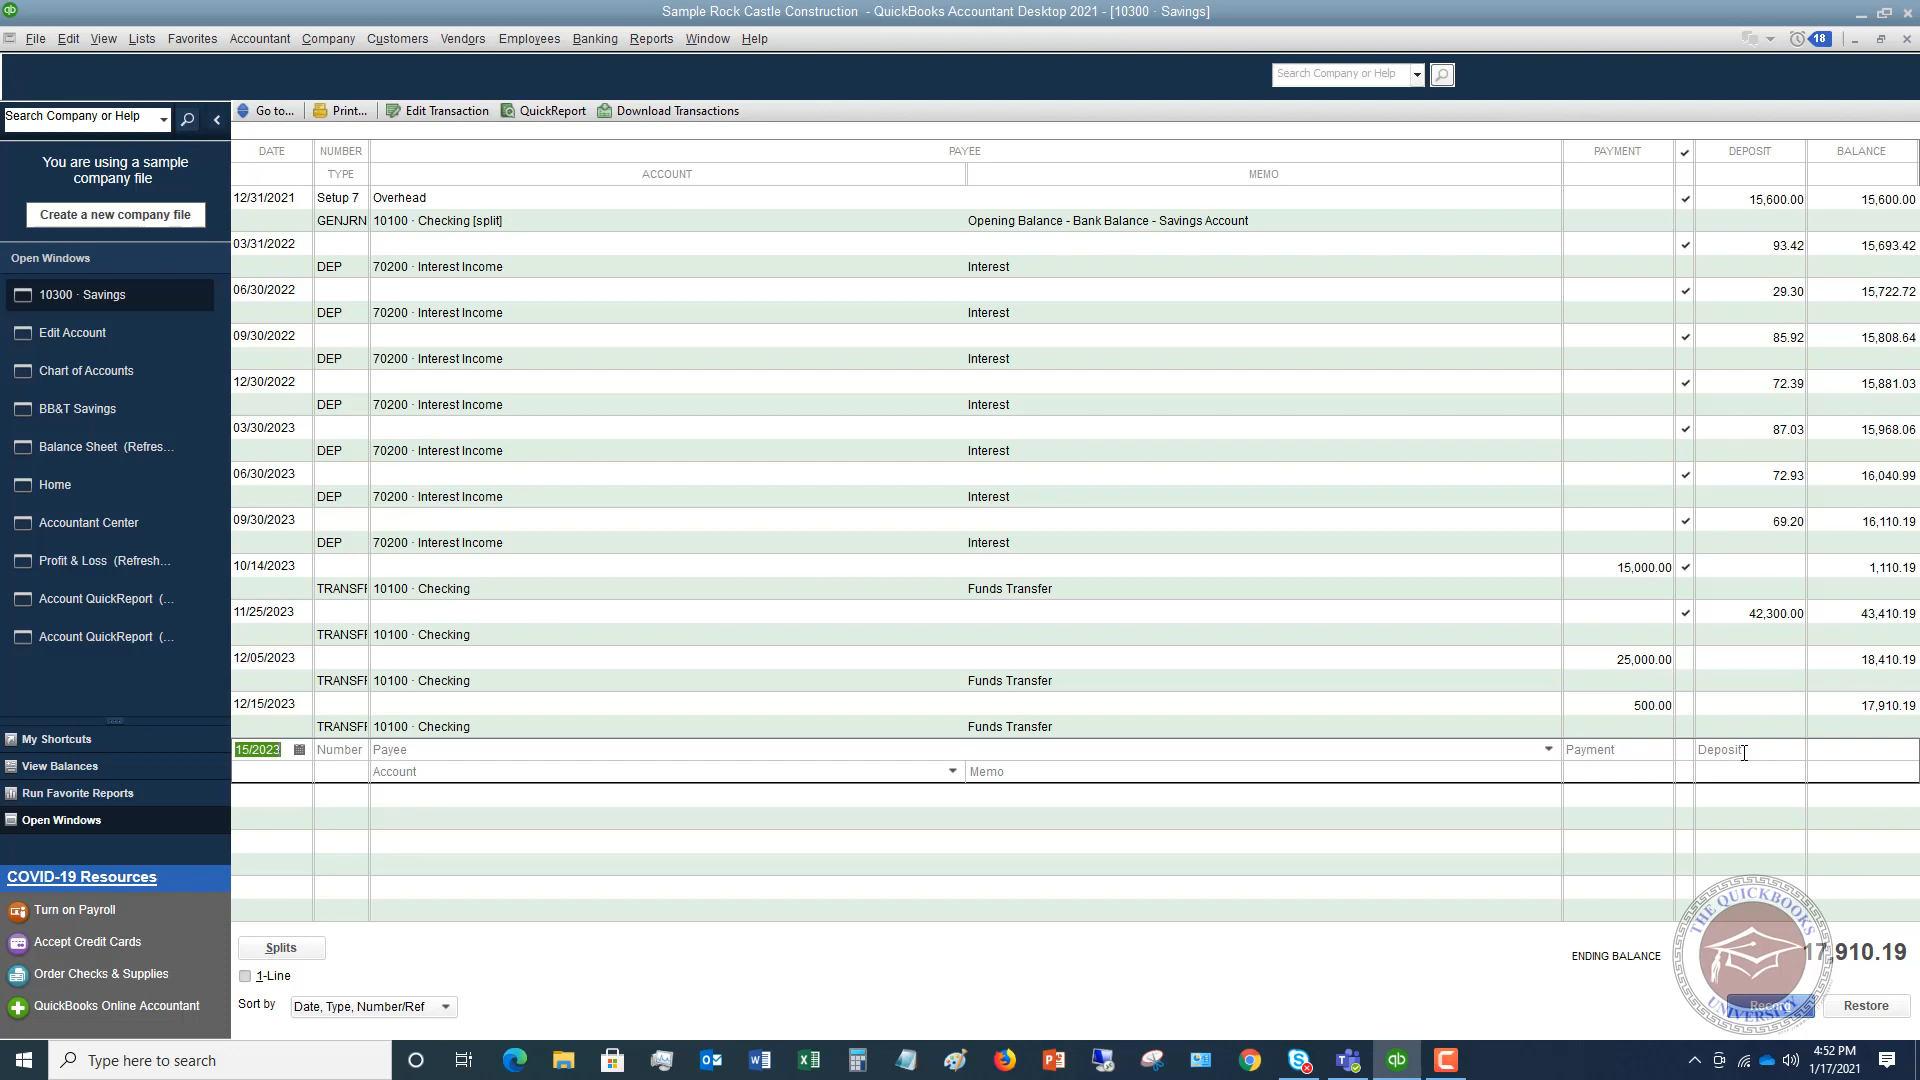 Sample Rock Castle Construction - QuickBooks Accountant Desktop 2021 - [10300 · Savings]
File Edit View Lists Favorites Accountant Company Customers Vendors Employees Banking Reports Window Help
18
Search Company or Help
Search Company or Help
You are using a sample
company file
Create a new company file
Open Windows
10300 · Savings
Edit Account
Chart of Accounts
BB&T Savings
Balance Sheet (Refres...
Home
Accountant Center
Profit & Loss (Refresh...
Account QuickReport (...
Account QuickReport (...
My Shortcuts
View Balances
Run Favorite Reports
Open Windows
COVID-19 Resources
Turn on Payroll
Accept Credit Cards
Order Checks & Supplies
QuickBooks Online Accountant
Go to... Print... Edit Transaction QuickReport Download Transactions
DATE NUMBER PAYEE PAYMENT ✓ DEPOSIT BALANCE
TYPE ACCOUNT MEMO
12/31/2021 Setup 7 Overhead ✓ 15,600.00 15,600.00
GENJRN 10100 · Checking [split] Opening Balance - Bank Balance - Savings Account
03/31/2022 ✓ 93.42 15,693.42
DEP 70200 · Interest Income Interest
06/30/2022 ✓ 29.30 15,722.72
DEP 70200 · Interest Income Interest
09/30/2022 ✓ 85.92 15,808.64
DEP 70200 · Interest Income Interest
12/30/2022 ✓ 72.39 15,881.03
DEP 70200 · Interest Income Interest
03/30/2023 ✓ 87.03 15,968.06
DEP 70200 · Interest Income Interest
06/30/2023 ✓ 72.93 16,040.99
DEP 70200 · Interest Income Interest
09/30/2023 ✓ 69.20 16,110.19
DEP 70200 · Interest Income Interest
10/14/2023 15,000.00 ✓ 1,110.19
TRANSFR 10100 · Checking Funds Transfer
11/25/2023 ✓ 42,300.00 43,410.19
TRANSFR 10100 · Checking
12/05/2023 25,000.00 18,410.19
TRANSFR 10100 · Checking Funds Transfer
12/15/2023 500.00 17,910.19
TRANSFR 10100 · Checking Funds Transfer
15/2023 Number Payee Payment Deposit
Account Memo
Splits
1-Line
Sort by Date, Type, Number/Ref
ENDING BALANCE 17,910.19
Record Restore
THE QUICKBOOKS
UNIVERSITY
Type here to search
4:52 PM
1/17/2021